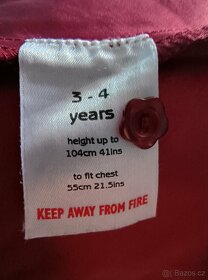 3 - 4
years
height up to
104cm 41ins
to fit chest
55cm 21.5ins
KEEP AWAY FROM FIRE
© Bazoš.cz